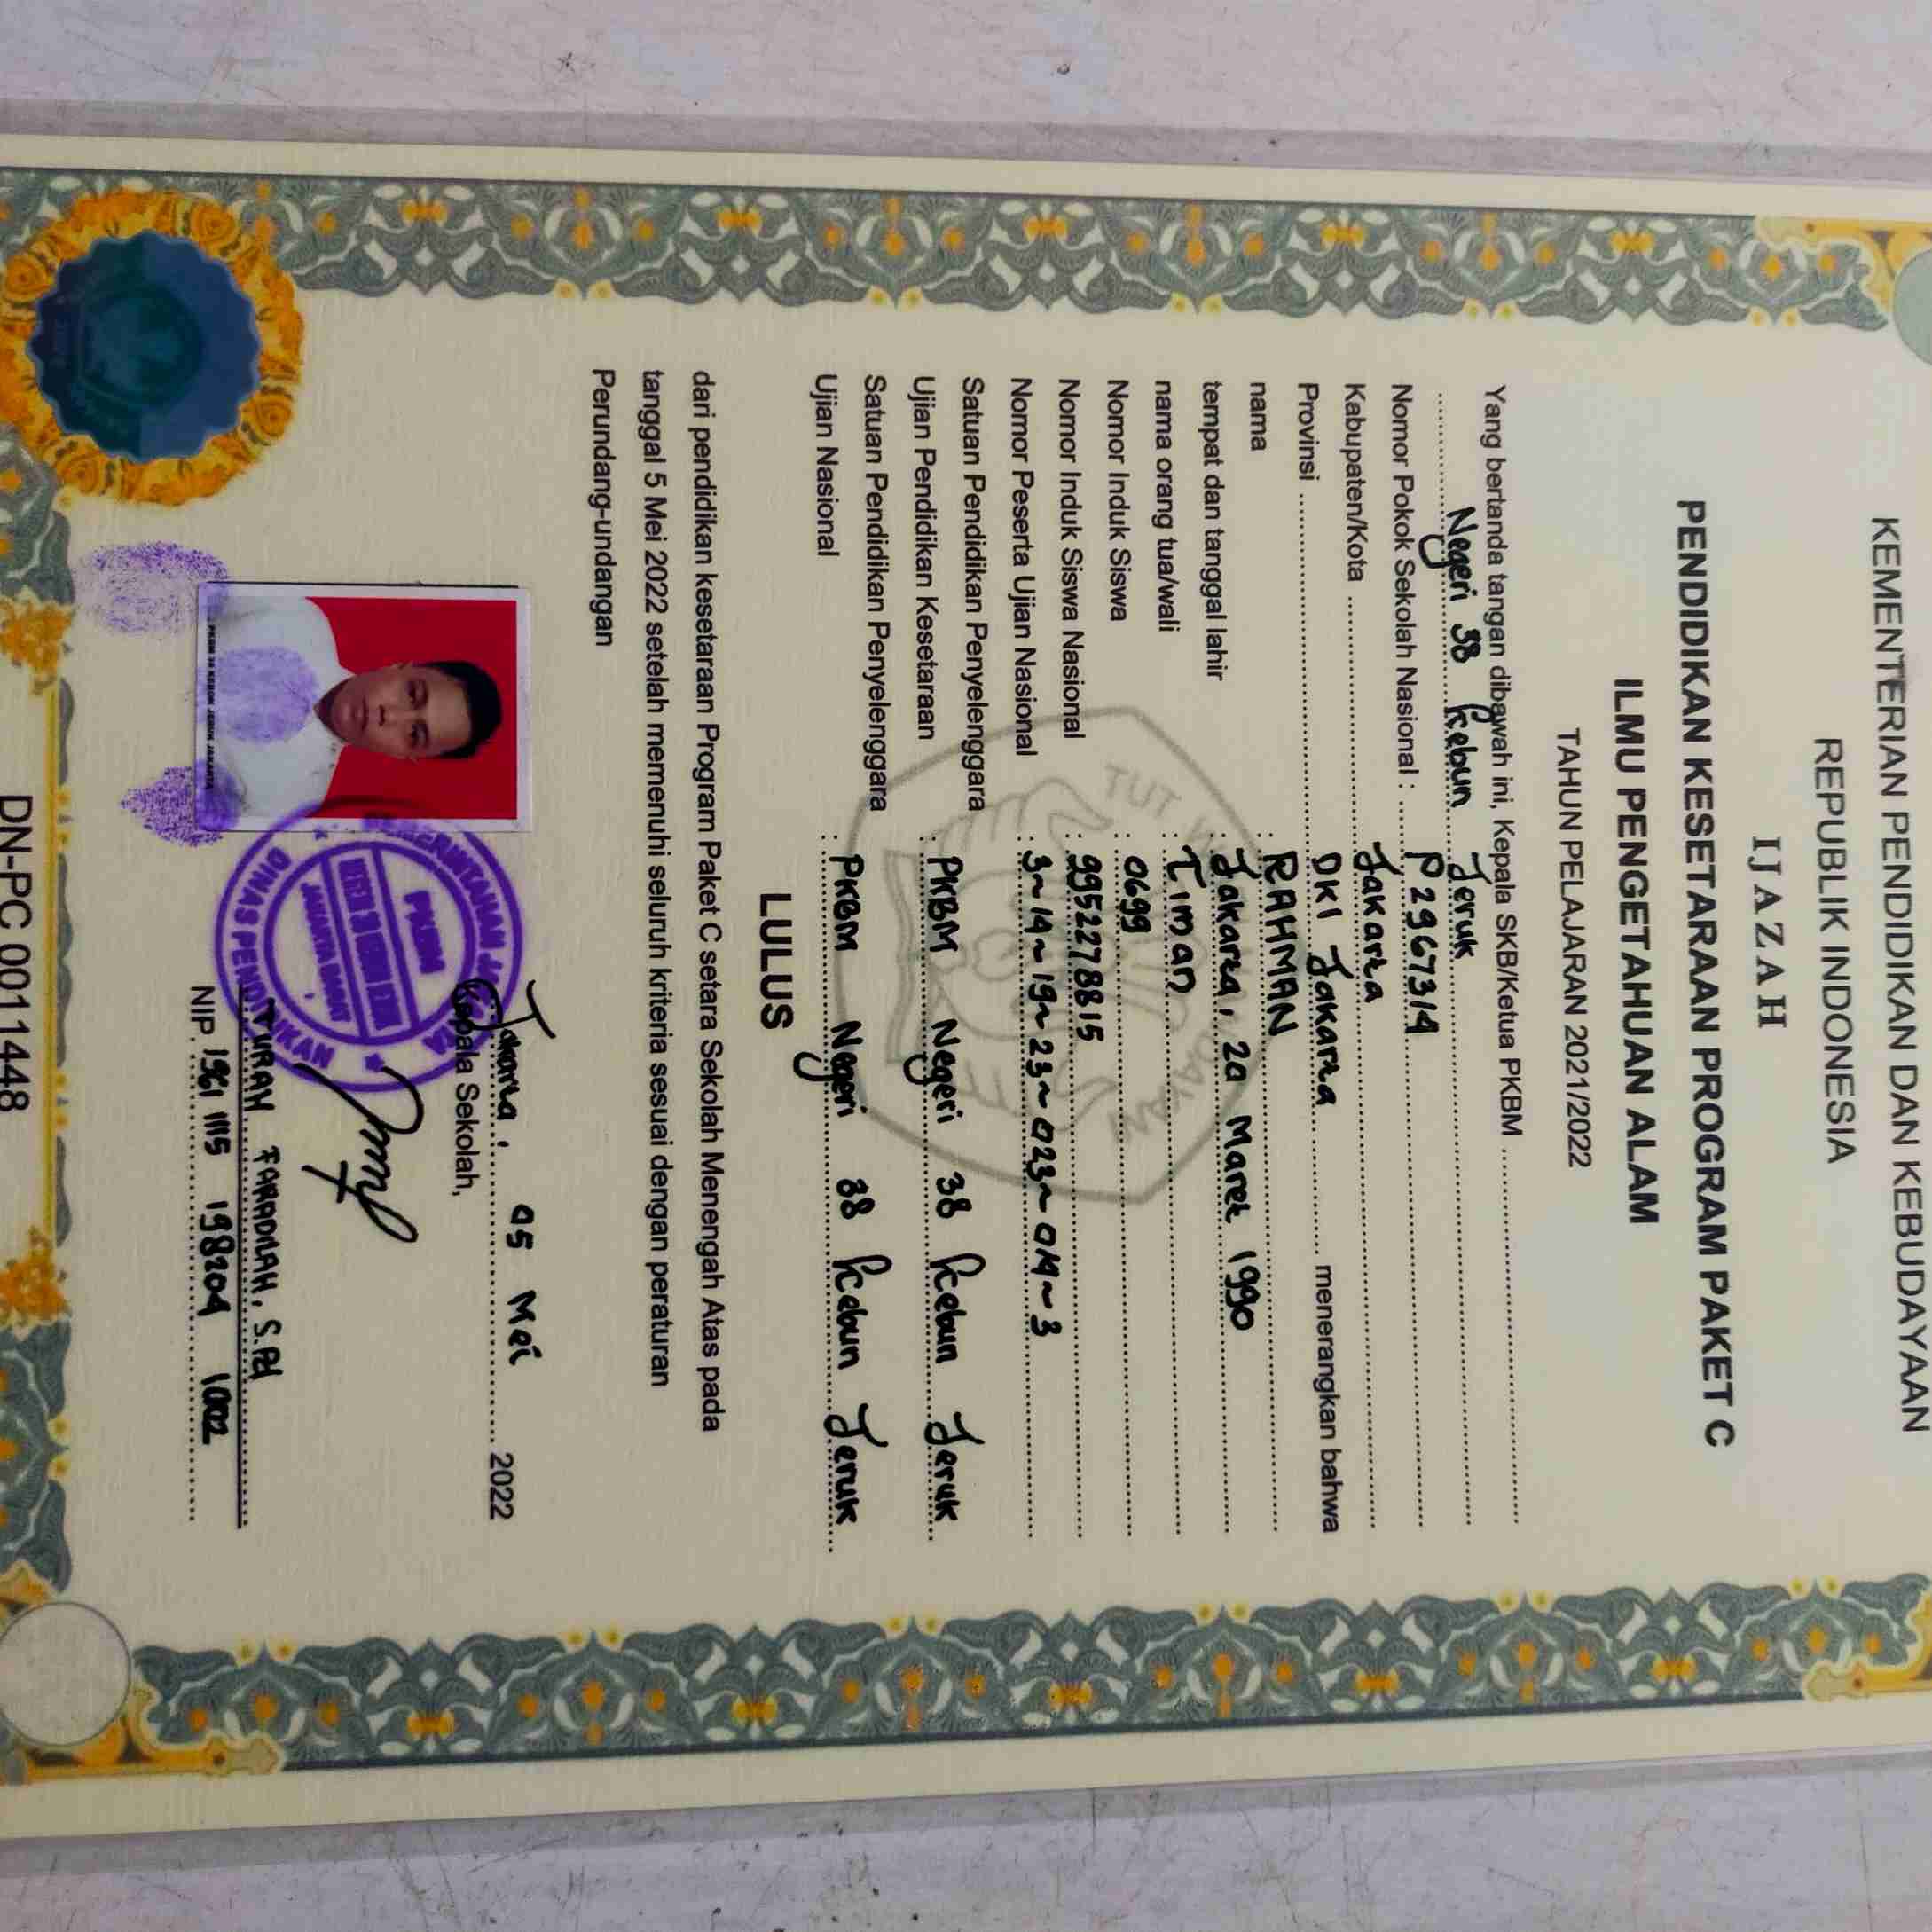 KEMENTERIAN PENDIDIKAN DAN KEBUDAYAAN
REPUBLIK INDONESIA
IJAZAH
PENDIDIKAN KESETARAAN PROGRAM PAKET C
ILMU PENGETAHUAN ALAM
TAHUN PELAJARAN 2021/2022
Yang bertanda tangan dibawah ini, Kepala SKB/Ketua PKBM
Negeri 38 Kebun Jeruk
Nomor Pokok Sekolah Nasional : P2967314
Kabupaten/Kota Jakarta
Provinsi DKI Jakarta menerangkan bahwa
nama : RAHMAN
tempat dan tanggal lahir : Jakarta, 20 Maret 1990
nama orang tua/wali : Timan
Nomor Induk Siswa : 0699
Nomor Induk Siswa Nasional : 9952278815
Nomor Peserta Ujian Nasional : 3~14~19~23~023~014~3
Satuan Pendidikan Penyelenggara
Ujian Pendidikan Kesetaraan : PKBM Negeri 38 Kebun Jeruk
Satuan Pendidikan Penyelenggara
Ujian Nasional : PKBM Negeri 38 Kebun Jeruk
LULUS
dari pendidikan kesetaraan Program Paket C setara Sekolah Menengah Atas pada
tanggal 5 Mei 2022 setelah memenuhi seluruh kriteria sesuai dengan peraturan
Perundang-undangan
Jakarta, 05 Mei 2022
Kepala Sekolah,
PKBM
DINAS PENDIDIKAN
TURAH FARADILAH, S.Pd
NIP. 1961 1115 198204 1002
DN-PC 0011448